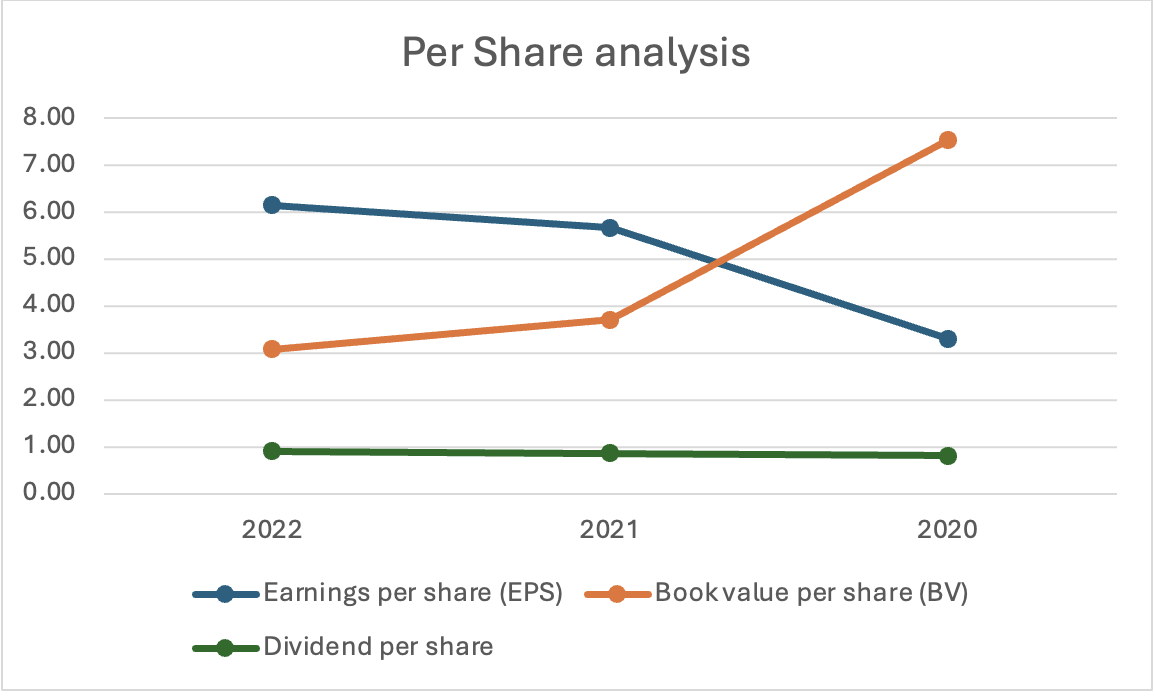 Per Share analysis
8.00
7.00
6.00
5.00
4.00
3.00
2.00
1.00
0.00
2022 2021 2020
Earnings per share (EPS) Book value per share (BV)
Dividend per share